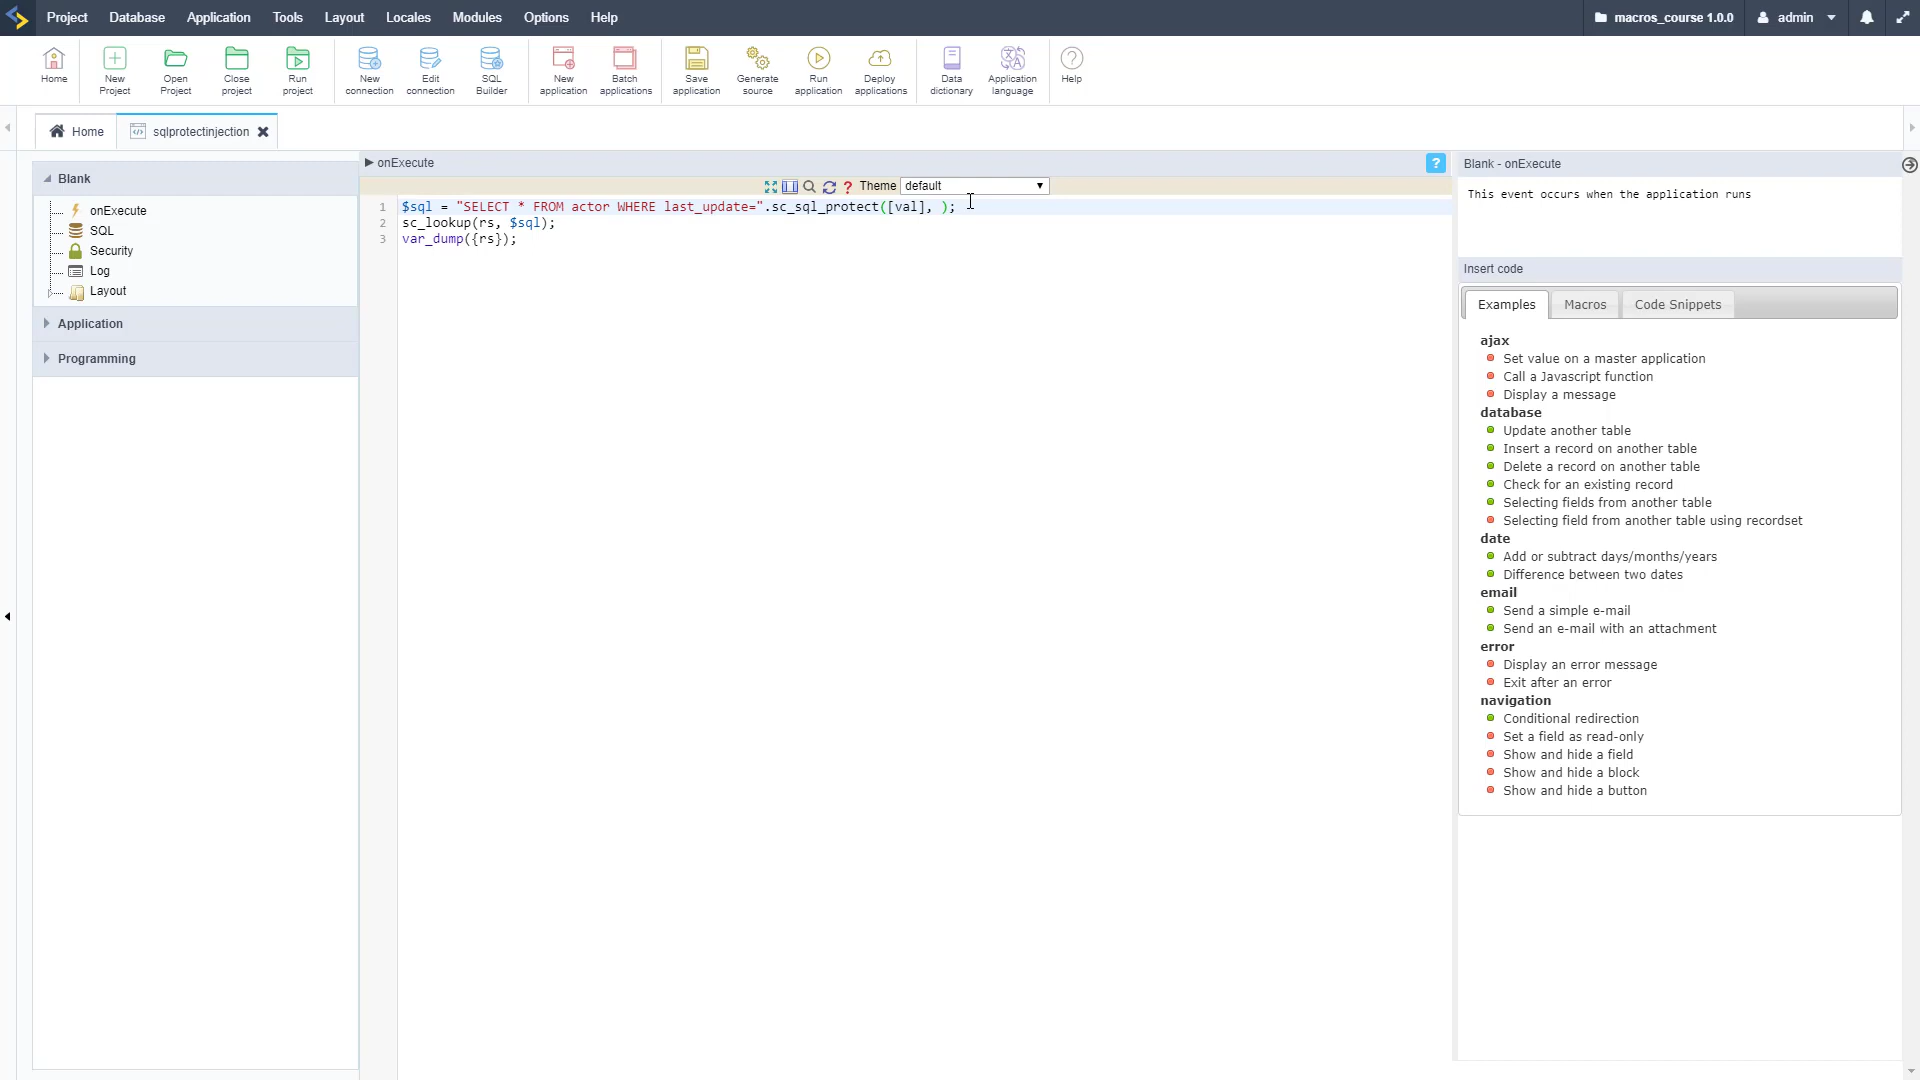 Project Database Application Tools Layout Locales Modules Options Help macros_course 1.0.0 admin
Home New Project Open Project Close project Run project New connection Edit connection SQL Builder New application Batch applications Save application Generate source Run application Deploy applications Data dictionary Application language Help
Home sqlprotectinjection
Blank
onExecute
SQL
Security
Log
Layout
Application
Programming
onExecute ?
? Theme default
1 $sql = "SELECT * FROM actor WHERE last_update=".sc_sql_protect([val], );
2 sc_lookup(rs, $sql);
3 var_dump({rs});
Blank - onExecute
This event occurs when the application runs
Insert code
Examples Macros Code Snippets
ajax
Set value on a master application
Call a Javascript function
Display a message
database
Update another table
Insert a record on another table
Delete a record on another table
Check for an existing record
Selecting fields from another table
Selecting field from another table using recordset
date
Add or subtract days/months/years
Difference between two dates
email
Send a simple e-mail
Send an e-mail with an attachment
error
Display an error message
Exit after an error
navigation
Conditional redirection
Set a field as read-only
Show and hide a field
Show and hide a block
Show and hide a button